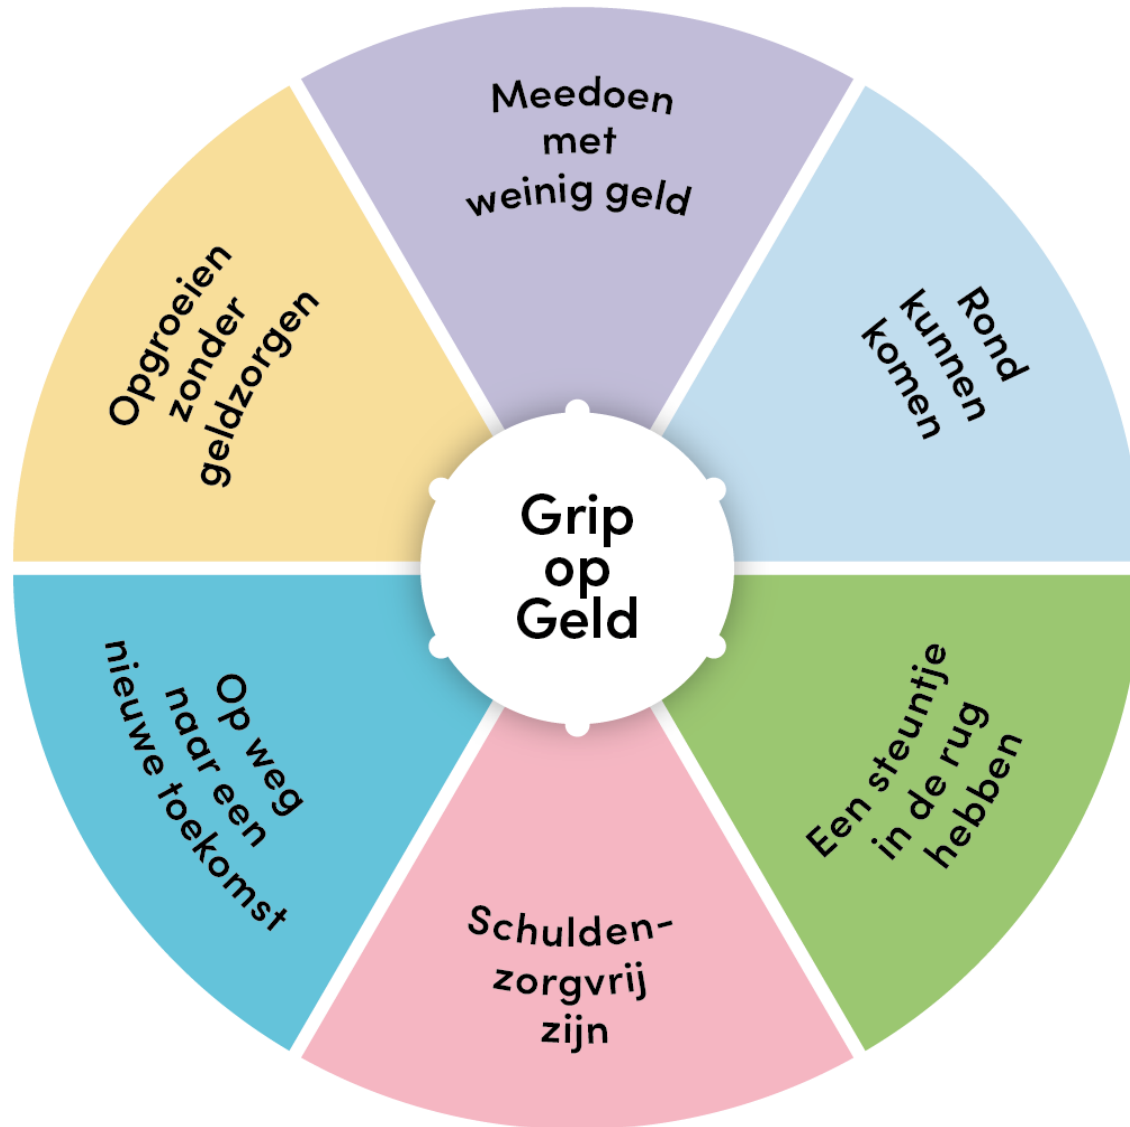 Meedoen
met
weinig geld
Rond
kunnen
komen
Een steuntje
in de rug
hebben
Schulden-
zorgvrij
zijn
Op weg
naar een
nieuwe toekomst
Opgroeien
zonder
geldzorgen
Grip
op
Geld